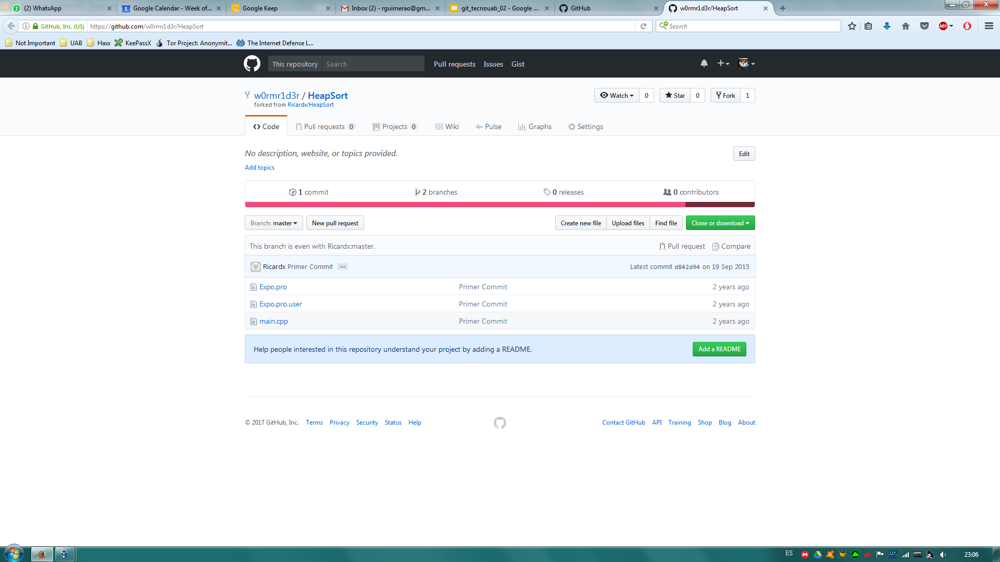 (2) WhatsApp
Google Calendar - Week of...
Google Keep
Inbox (2) - rguimerao@gm...
git_tecnouab_02 - Google ...
GitHub
w0rmr1d3r/HeapSort
GitHub, Inc. (US)
https://github.com/w0rmr1d3r/HeapSort
Search
ABP
Not Important
UAB
Haxx
KeePassX
Tor Project: Anonymit...
The Internet Defense L...
This repository
Search
Pull requests
Issues
Gist
w0rmr1d3r / HeapSort
forked from Ricardx/HeapSort
Watch 0
Star 0
Fork 1
Code
Pull requests 0
Projects 0
Wiki
Pulse
Graphs
Settings
No description, website, or topics provided.
Edit
Add topics
1 commit
2 branches
0 releases
0 contributors
Branch: master
New pull request
Create new file
Upload files
Find file
Clone or download
This branch is even with Ricardx:master.
Pull request
Compare
Ricardx Primer Commit ...
Latest commit d842d94 on 19 Sep 2015
Expo.pro Primer Commit 2 years ago
Expo.pro.user Primer Commit 2 years ago
main.cpp Primer Commit 2 years ago
Help people interested in this repository understand your project by adding a README.
Add a README
© 2017 GitHub, Inc. Terms Privacy Security Status Help
Contact GitHub API Training Shop Blog About
ES
23:06